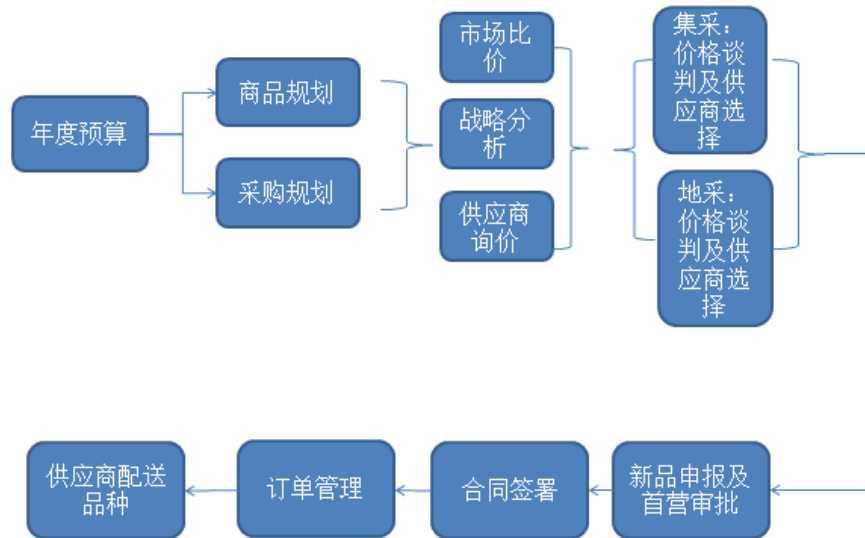 年度预算
商品规划
采购规划
市场比
价
战略分
析
供应商
询价
集采：
价格谈
判及供
应商选
择
地采：
价格谈
判及供
应商选
择
新品申报及
首营审批
合同签署
订单管理
供应商配送
品种